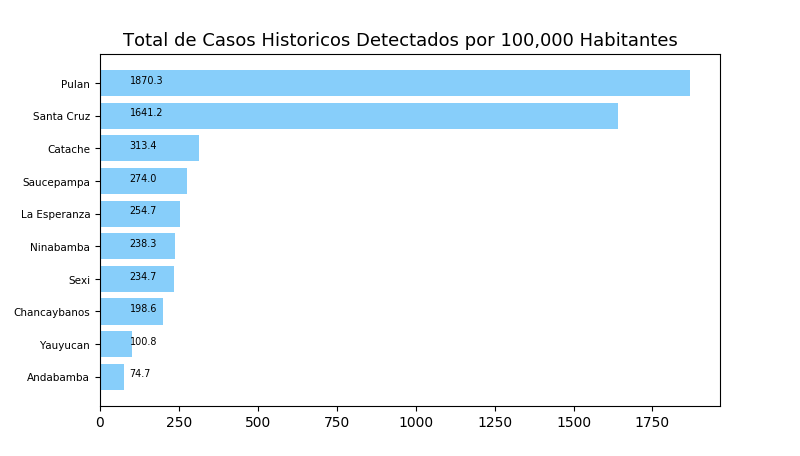 Total de Casos Historicos Detectados por 100,000 Habitantes
Pulan 1870.3
Santa Cruz 1641.2
Catache 313.4
Saucepampa 274.0
La Esperanza 254.7
Ninabamba 238.3
Sexi 234.7
Chancaybanos 198.6
Yauyucan 100.8
Andabamba 74.7
0 250 500 750 1000 1250 1500 1750